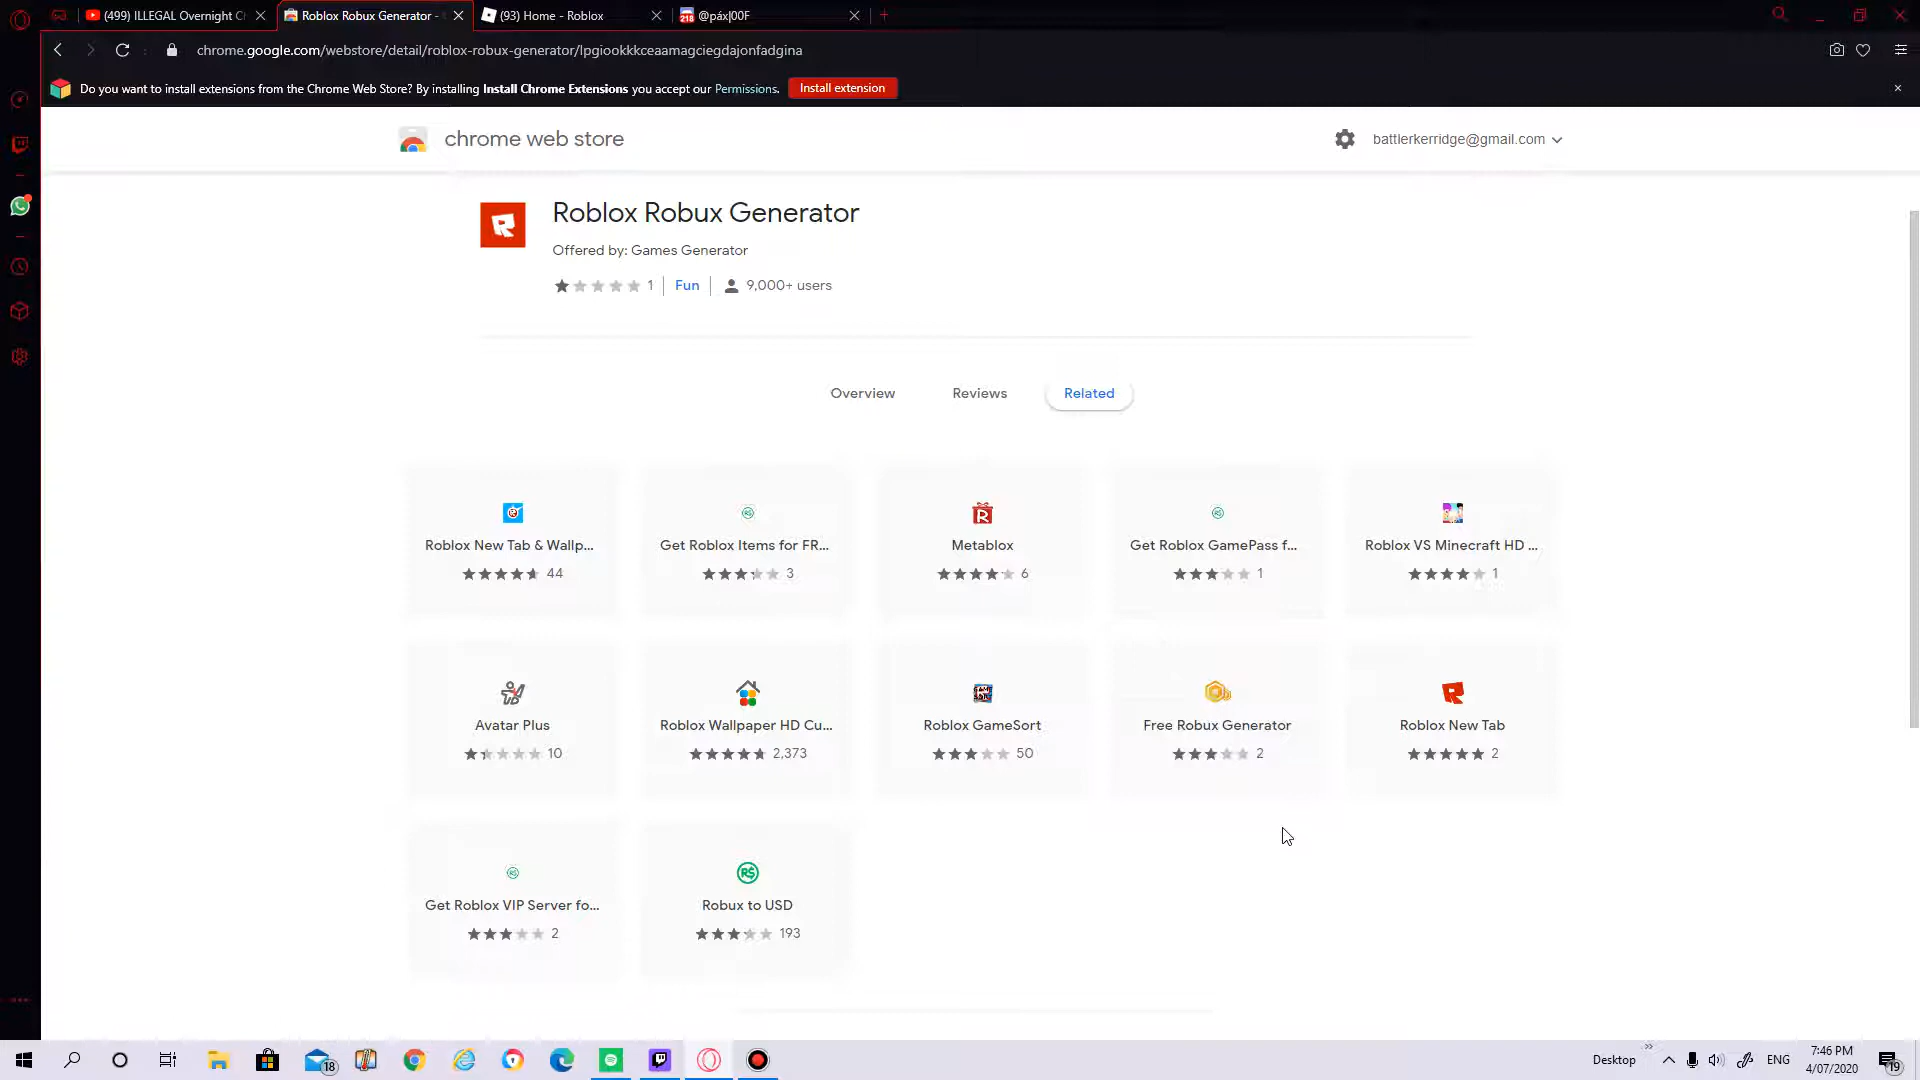 (499) ILLEGAL Overnight C
Roblox Robux Generator -
(93) Home - Roblox
218 @páx|00F
chrome.google.com/webstore/detail/roblox-robux-generator/lpgiookkkceaamagciegdajonfadgina
Do you want to install extensions from the Chrome Web Store? By installing Install Chrome Extensions you accept our Permissions. Install extension
chrome web store
battlerkerridge@gmail.com
Roblox Robux Generator
Offered by: Games Generator
1 Fun 9,000+ users
Overview Reviews Related
Roblox New Tab & Wallp...
44
Get Roblox Items for FR...
3
Metablox
6
Get Roblox GamePass f...
1
Roblox VS Minecraft HD ...
1
Avatar Plus
10
Roblox Wallpaper HD Cu...
2,373
Roblox GameSort
50
Free Robux Generator
2
Roblox New Tab
2
Get Roblox VIP Server fo...
2
R$
Robux to USD
193
18
Desktop
ENG
7:46 PM
4/07/2020
19